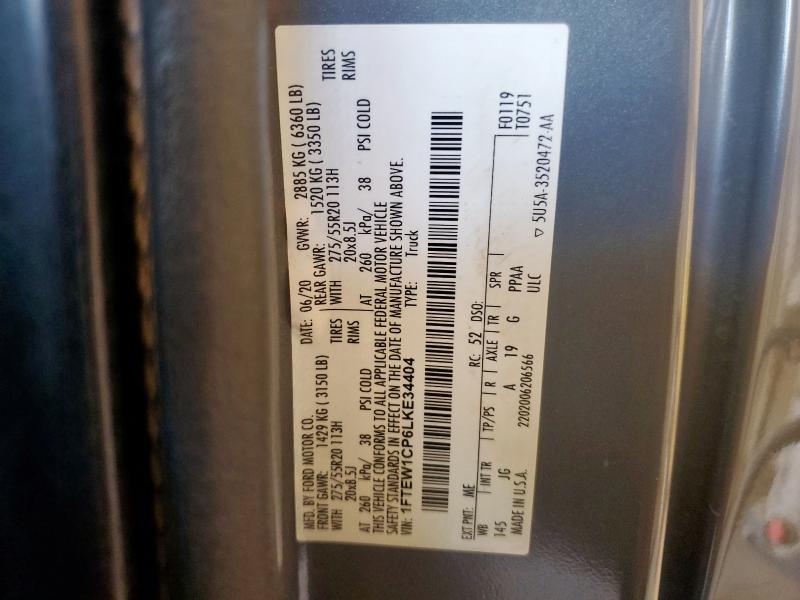 MFD. BY FORD MOTOR CO.
DATE: 06/20 GVWR: 2885 KG ( 6360 LB)
FRONT GAWR: 1429 KG ( 3150 LB) REAR GAWR: 1520 KG ( 3350 LB)
WITH 275/55R20 113H TIRES WITH 275/55R20 113H TIRES
20x8.5J RIMS 20x8.5J RIMS
AT 260 kPa/ 38 PSI COLD AT 260 kPa/ 38 PSI COLD
THIS VEHICLE CONFORMS TO ALL APPLICABLE FEDERAL MOTOR VEHICLE
SAFETY STANDARDS IN EFFECT ON THE DATE OF MANUFACTURE SHOWN ABOVE.
VIN: 1FTEW1CP6LKE34404 TYPE: Truck
EXT PNT: ME RC: 52 DSO: F0119
WB INT TR TP/PS R AXLE TR SPR T0751
145 JG A 19 G PPAA
ULC
MADE IN U.S.A. 2202006206566 5U5A-3520472-AA